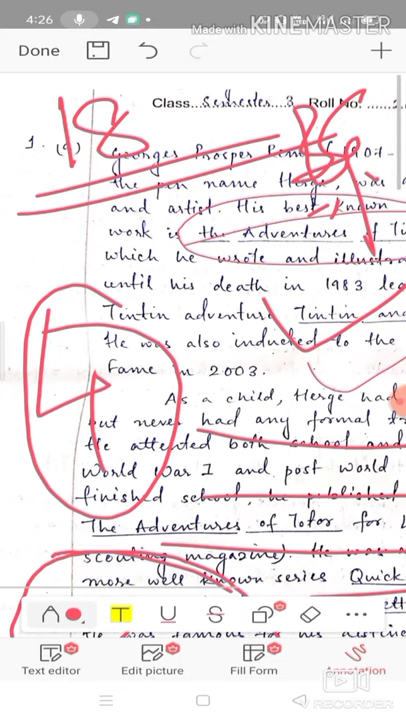 4:26
Made with KINEMASTER
Done
Class...Semester...3 Roll No.
18
1. (a) Georges Prosper Remi (1907-
the pen name Herge, was a
and artist. His best known
work is the Adventures of Ti
which he wrote and illustra
until his death in 1983 lea
Tintin adventure Tintin and
He was also inducted to the
Fame in 2003.
As a child, Herge had
but never had any formal t
He attended both school and
World War I and post world
finished school, he published
The Adventures of Totor for
scouting magazine). He was a
more well known series Quick
A T U S
Text editor Edit picture Fill Form Annotation
RECORDER